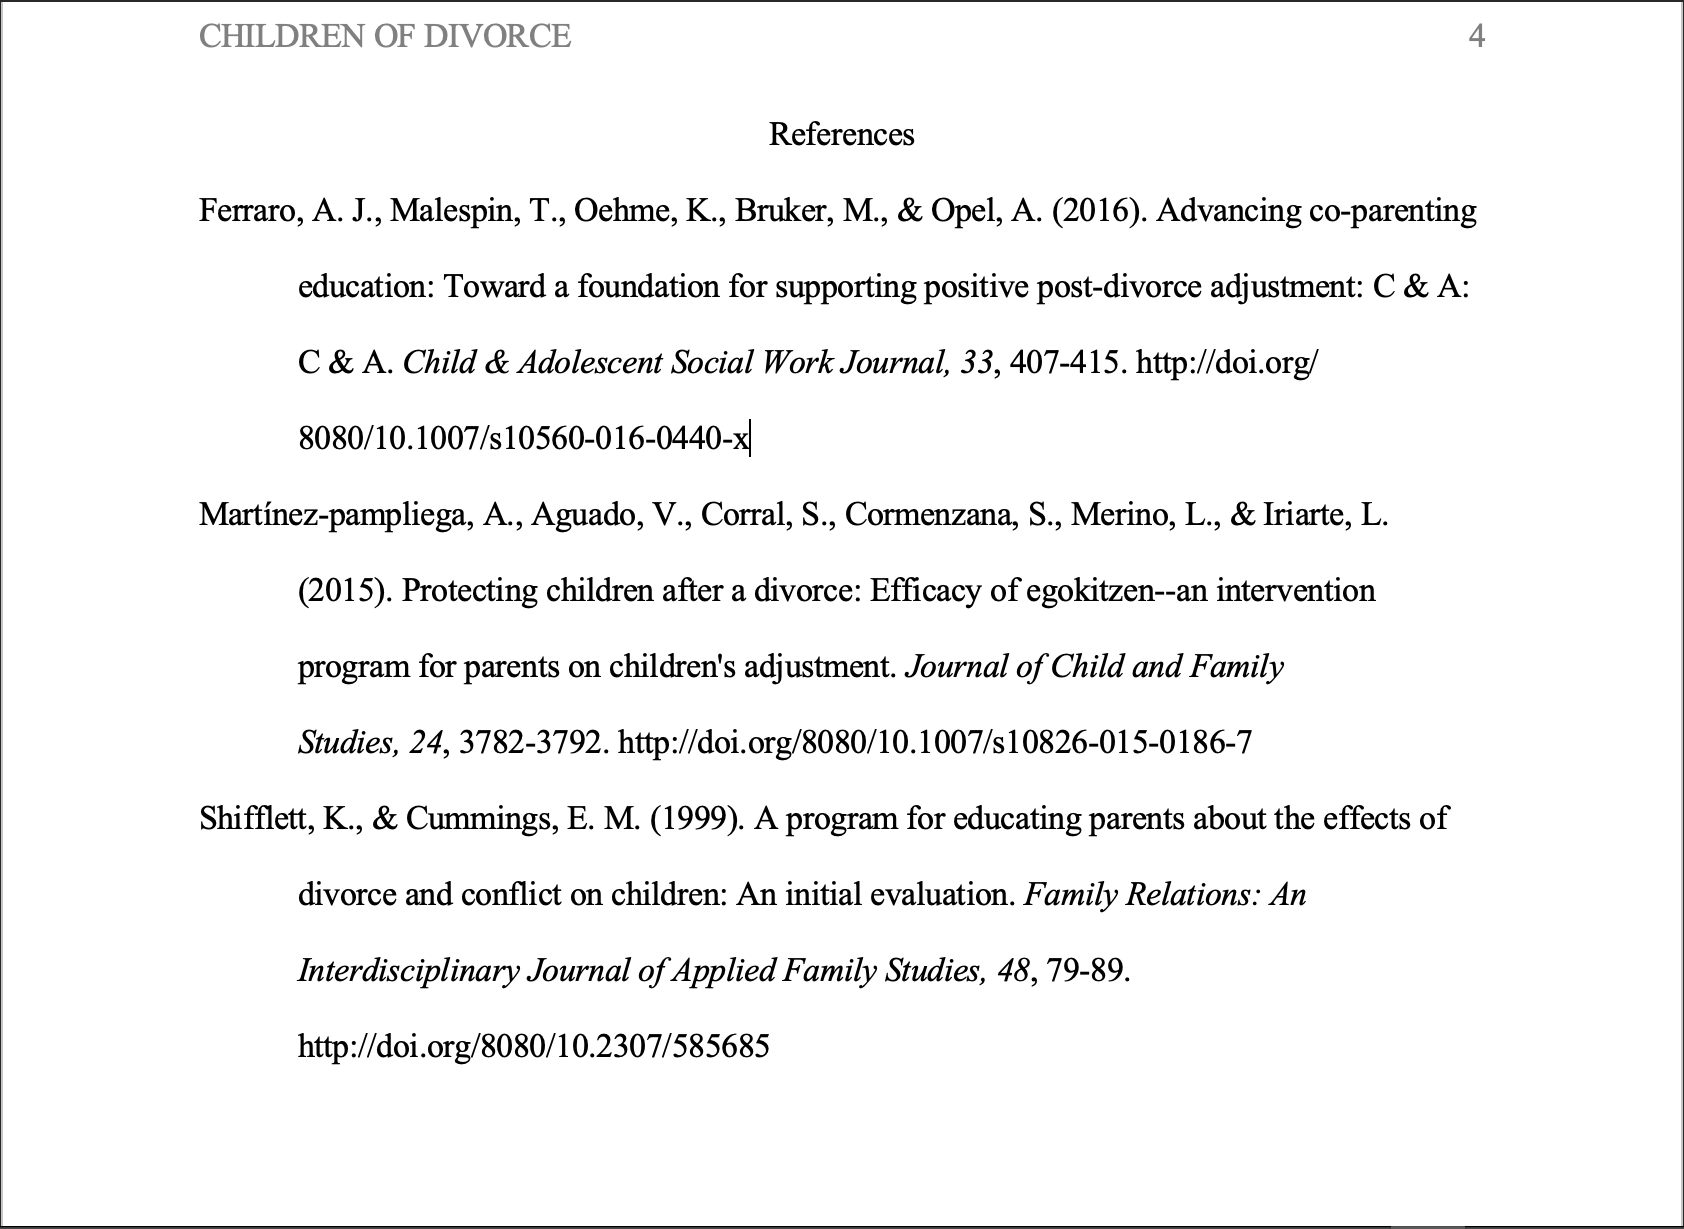 CHILDREN OF DIVORCE 4
References
Ferraro, A. J., Malespin, T., Oehme, K., Bruker, M., & Opel, A. (2016). Advancing co-parenting
education: Toward a foundation for supporting positive post-divorce adjustment: C & A:
C & A. Child & Adolescent Social Work Journal, 33, 407-415. http://doi.org/
8080/10.1007/s10560-016-0440-x
Martínez-pampliega, A., Aguado, V., Corral, S., Cormenzana, S., Merino, L., & Iriarte, L.
(2015). Protecting children after a divorce: Efficacy of egokitzen--an intervention
program for parents on children's adjustment. Journal of Child and Family
Studies, 24, 3782-3792. http://doi.org/8080/10.1007/s10826-015-0186-7
Shifflett, K., & Cummings, E. M. (1999). A program for educating parents about the effects of
divorce and conflict on children: An initial evaluation. Family Relations: An
Interdisciplinary Journal of Applied Family Studies, 48, 79-89.
http://doi.org/8080/10.2307/585685